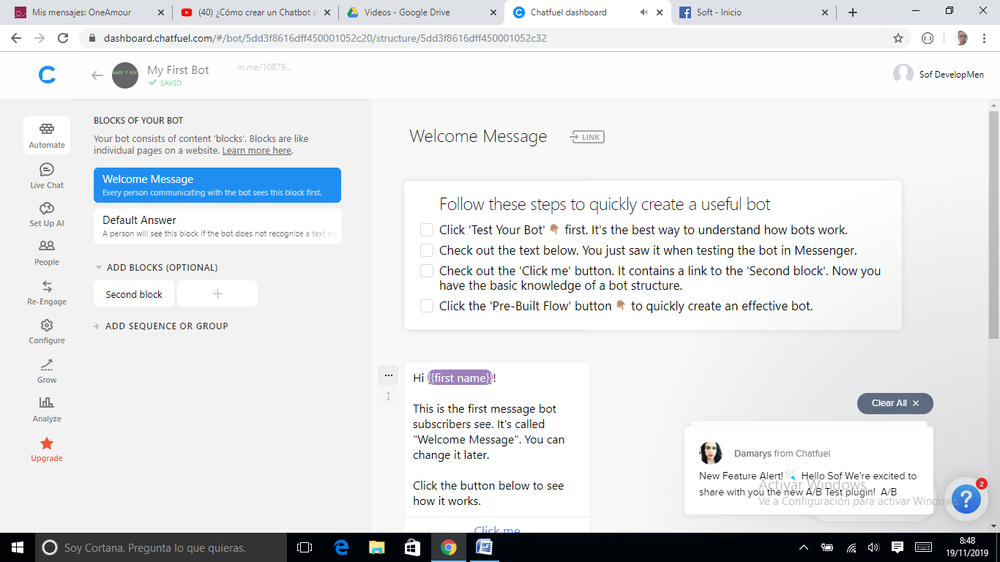 Mis mensajes: OneAmour
(40) ¿Cómo crear un Chatbot p
Videos - Google Drive
Chatfuel dashboard
Soft - Inicio
dashboard.chatfuel.com/#/bot/5dd3f8616dff450001052c20/structure/5dd3f8616dff450001052c32
My First Bot
m.me/10879...
SAVED
Sof DevelopMen
Automate
Live Chat
Set Up AI
People
Re-Engage
Configure
Grow
Analyze
Upgrade
BLOCKS OF YOUR BOT
Your bot consists of content ‘blocks’. Blocks are like
individual pages on a website. Learn more here.
Welcome Message
Every person communicating with the bot sees this block first.
Default Answer
A person will see this block if the bot does not recognize a text me
ADD BLOCKS (OPTIONAL)
Second block
+
+ ADD SEQUENCE OR GROUP
Welcome Message
LINK
Follow these steps to quickly create a useful bot
Click 'Test Your Bot' 👇🏽 first. It's the best way to understand how bots work.
Check out the text below. You just saw it when testing the bot in Messenger.
Check out the 'Click me' button. It contains a link to the 'Second block'. Now you
have the basic knowledge of a bot structure.
Click the 'Pre-Built Flow' button 👇🏽 to quickly create an effective bot.
Hi {{first name}}!
This is the first message bot
subscribers see. It's called
"Welcome Message". You can
change it later.
Click the button below to see
how it works.
Click me
Clear All ×
Damarys from Chatfuel
New Feature Alert! Hello Sof We're excited to
share with you the new A/B Test plugin! A/B
Activar Windows
Ve a Configuración para activar Windows.
2
?
Soy Cortana. Pregunta lo que quieras.
8:48
19/11/2019